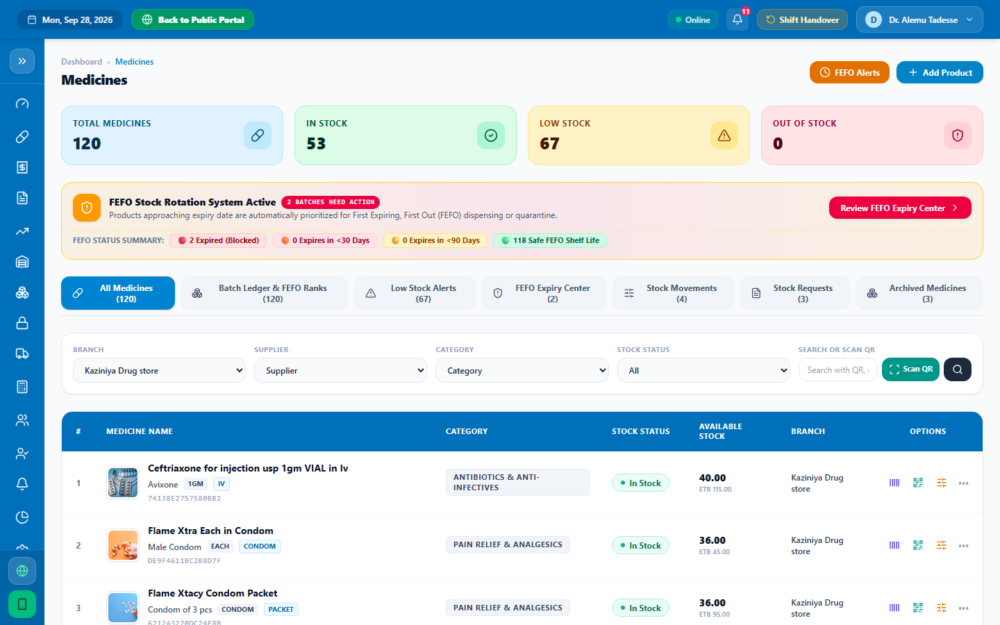 Mon, Sep 28, 2026
Back to Public Portal
Online
11
Shift Handover
D
Dr. Alemu Tadesse
Dashboard › Medicines
Medicines
FEFO Alerts
Add Product
TOTAL MEDICINES
120
IN STOCK
53
LOW STOCK
67
OUT OF STOCK
0
FEFO Stock Rotation System Active
2 BATCHES NEED ACTION
Products approaching expiry date are automatically prioritized for First Expiring, First Out (FEFO) dispensing or quarantine.
Review FEFO Expiry Center
FEFO STATUS SUMMARY:
2 Expired (Blocked)
0 Expires in <30 Days
0 Expires in <90 Days
118 Safe FEFO Shelf Life
All Medicines
(120)
Batch Ledger & FEFO Ranks
(120)
Low Stock Alerts
(67)
FEFO Expiry Center
(2)
Stock Movements
(4)
Stock Requests
(3)
Archived Medicines
(3)
BRANCH
Kaziniya Drug store
SUPPLIER
Supplier
CATEGORY
Category
STOCK STATUS
All
SEARCH OR SCAN QR
Search with QR,
Scan QR
# MEDICINE NAME CATEGORY STOCK STATUS AVAILABLE STOCK BRANCH OPTIONS
1
Ceftriaxone for injection usp 1gm VIAL in Iv
Avixone 1GM IV
74138E2757580BB2
ANTIBIOTICS & ANTI-
INFECTIVES
In Stock
40.00
ETB 115.00
Kaziniya Drug
store
2
Flame Xtra Each in Condom
Male Condom EACH CONDOM
DE9F4611BC2B8D7F
PAIN RELIEF & ANALGESICS
In Stock
36.00
ETB 45.00
Kaziniya Drug
store
3
Flame Xtacy Condom Packet
Condom of 3 pcs CONDOM PACKET
6212A3220DC24E8B
PAIN RELIEF & ANALGESICS
In Stock
36.00
ETB 95.00
Kaziniya Drug
store